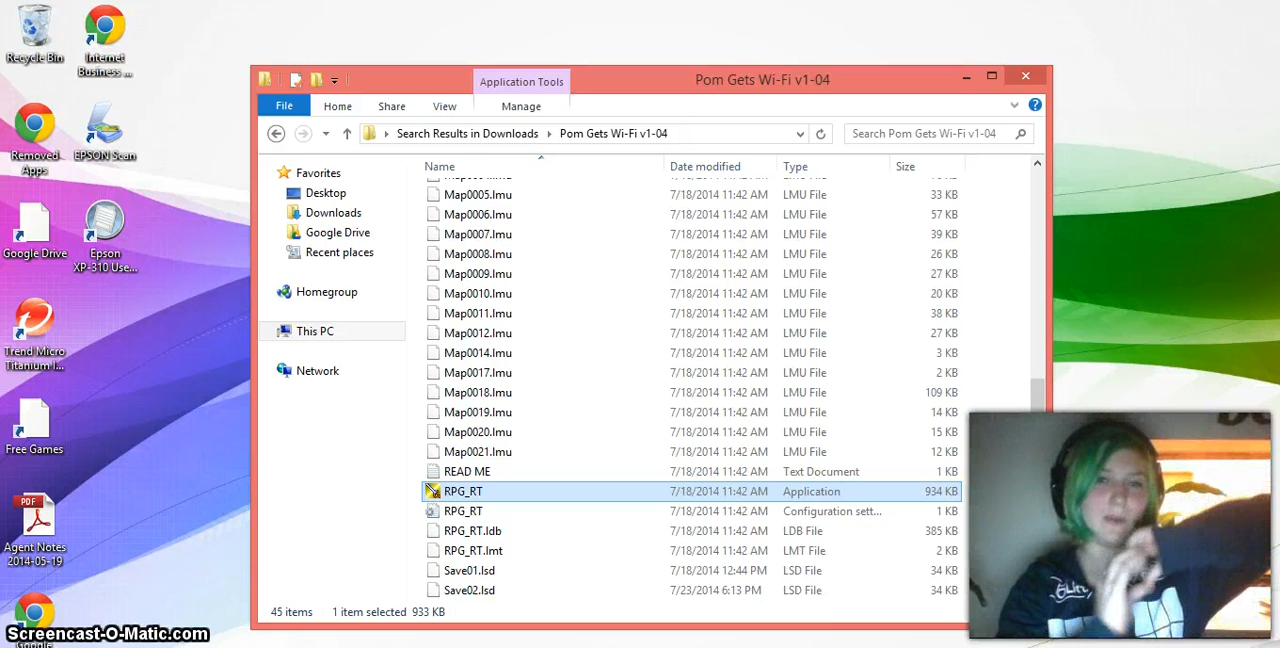 Recycle Bin
Internet
Business ...
Removed
Apps
EPSON Scan
Google Drive
Epson
XP-310 Use...
Trend Micro
Titanium I...
Free Games
PDF
Agent Notes
2014-05-19
Google
Application Tools
Pom Gets Wi-Fi v1-04
File
Home
Share
View
Manage
Search Results in Downloads
Pom Gets Wi-Fi v1-04
Search Pom Gets Wi-Fi v1-04
Favorites
Desktop
Downloads
Google Drive
Recent places
Homegroup
This PC
Network
Name Date modified Type Size
Map0005.lmu 7/18/2014 11:42 AM LMU File 33 KB
Map0006.lmu 7/18/2014 11:42 AM LMU File 57 KB
Map0007.lmu 7/18/2014 11:42 AM LMU File 39 KB
Map0008.lmu 7/18/2014 11:42 AM LMU File 26 KB
Map0009.lmu 7/18/2014 11:42 AM LMU File 27 KB
Map0010.lmu 7/18/2014 11:42 AM LMU File 20 KB
Map0011.lmu 7/18/2014 11:42 AM LMU File 38 KB
Map0012.lmu 7/18/2014 11:42 AM LMU File 27 KB
Map0014.lmu 7/18/2014 11:42 AM LMU File 3 KB
Map0017.lmu 7/18/2014 11:42 AM LMU File 2 KB
Map0018.lmu 7/18/2014 11:42 AM LMU File 109 KB
Map0019.lmu 7/18/2014 11:42 AM LMU File 14 KB
Map0020.lmu 7/18/2014 11:42 AM LMU File 15 KB
Map0021.lmu 7/18/2014 11:42 AM LMU File 12 KB
READ ME 7/18/2014 11:42 AM Text Document 1 KB
RPG_RT 7/18/2014 11:42 AM Application 934 KB
RPG_RT 7/18/2014 11:42 AM Configuration sett... 1 KB
RPG_RT.ldb 7/18/2014 11:42 AM LDB File 385 KB
RPG_RT.lmt 7/18/2014 11:42 AM LMT File 2 KB
Save01.lsd 7/18/2014 12:44 PM LSD File 34 KB
Save02.lsd 7/23/2014 6:13 PM LSD File 34 KB
45 items 1 item selected 933 KB
Screencast-O-Matic.com